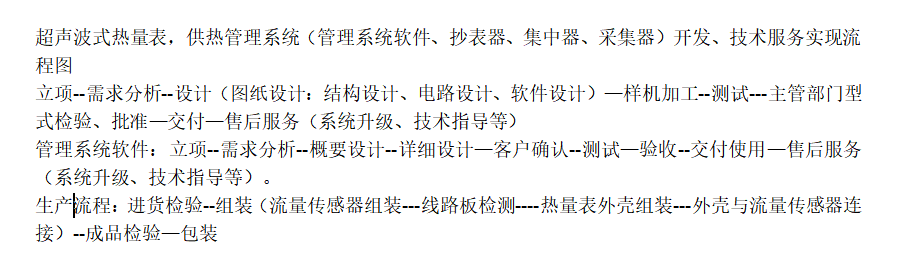 超声波式热量表，供热管理系统（管理系统软件、抄表器、集中器、采集器）开发、技术服务实现流
程图
立项--需求分析--设计（图纸设计：结构设计、电路设计、软件设计）—样机加工--测试---主管部门型
式检验、批准—交付—售后服务（系统升级、技术指导等）
管理系统软件：立项--需求分析--概要设计--详细设计—客户确认--测试—验收--交付使用—售后服务
（系统升级、技术指导等）。
生产流程：进货检验--组装（流量传感器组装---线路板检测----热量表外壳组装---外壳与流量传感器连
接）--成品检验—包装